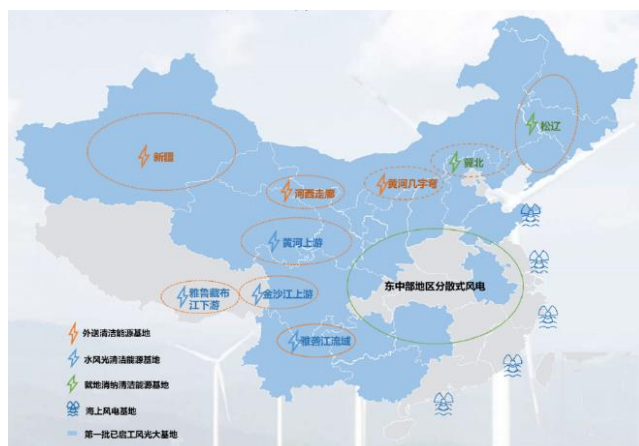 松辽
冀北
新疆
河西走廊
黄河几字弯
黄河上游
东中部地区分散式风电
雅鲁藏布
江下游
金沙江上游
雅砻江流域
外送清洁能源基地
水风光清洁能源基地
就地消纳清洁能源基地
海上风电基地
第一批已启工风光大基地